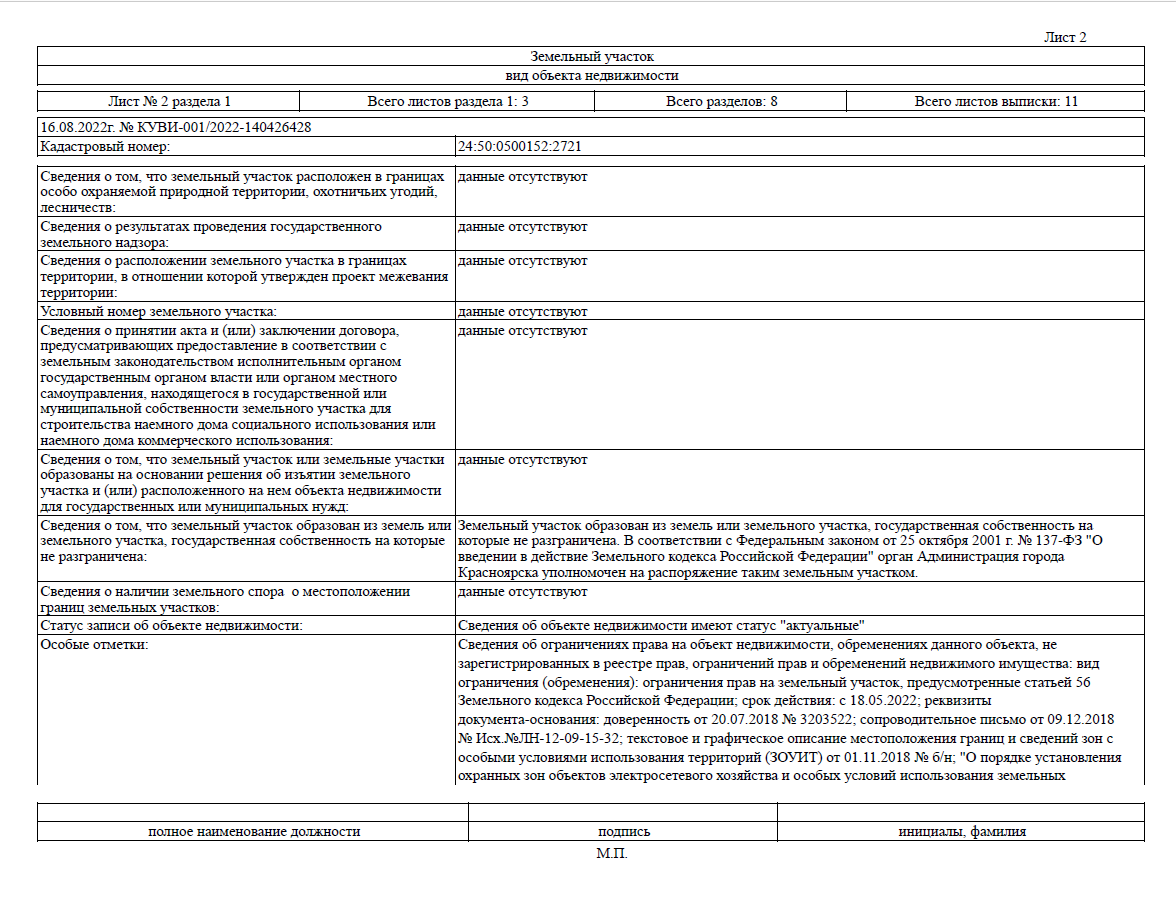 Лист 2
Земельный участок
вид объекта недвижимости
Лист № 2 раздела 1
Всего листов раздела 1: 3
Всего разделов: 8
Всего листов выписки: 11
16.08.2022г. № КУВИ-001/2022-140426428
Кадастровый номер:
24:50:0500152:2721
Сведения о том, что земельный участок расположен в границах
особо охраняемой природной территории, охотничьих угодий,
лесничеств:
данные отсутствуют
Сведения о результатах проведения государственного
земельного надзора:
данные отсутствуют
Сведения о расположении земельного участка в границах
территории, в отношении которой утвержден проект межевания
территории:
данные отсутствуют
Условный номер земельного участка:
данные отсутствуют
Сведения о принятии акта и (или) заключении договора,
предусматривающих предоставление в соответствии с
земельным законодательством исполнительным органом
государственным органом власти или органом местного
самоуправления, находящегося в государственной или
муниципальной собственности земельного участка для
строительства наемного дома социального использования или
наемного дома коммерческого использования:
данные отсутствуют
Сведения о том, что земельный участок или земельные участки
образованы на основании решения об изъятии земельного
участка и (или) расположенного на нем объекта недвижимости
для государственных или муниципальных нужд:
данные отсутствуют
Сведения о том, что земельный участок образован из земель или
земельного участка, государственная собственность на которые
не разграничена:
Земельный участок образован из земель или земельного участка, государственная собственность на
которые не разграничена. В соответствии с Федеральным законом от 25 октября 2001 г. № 137-ФЗ "О
введении в действие Земельного кодекса Российской Федерации" орган Администрация города
Красноярска уполномочен на распоряжение таким земельным участком.
Сведения о наличии земельного спора о местоположении
границ земельных участков:
данные отсутствуют
Статус записи об объекте недвижимости:
Сведения об объекте недвижимости имеют статус "актуальные"
Особые отметки:
Сведения об ограничениях права на объект недвижимости, обременениях данного объекта, не
зарегистрированных в реестре прав, ограничений прав и обременений недвижимого имущества: вид
ограничения (обременения): ограничения прав на земельный участок, предусмотренные статьей 56
Земельного кодекса Российской Федерации; срок действия: с 18.05.2022; реквизиты
документа-основания: доверенность от 20.07.2018 № 3203522; сопроводительное письмо от 09.12.2018
№ Исх.№ЛН-12-09-15-32; текстовое и графическое описание местоположения границ и сведений зон с
особыми условиями использования территорий (ЗОУИТ) от 01.11.2018 № б/н; "О порядке установления
охранных зон объектов электросетевого хозяйства и особых условий использования земельных
полное наименование должности
подпись
инициалы, фамилия
М.П.